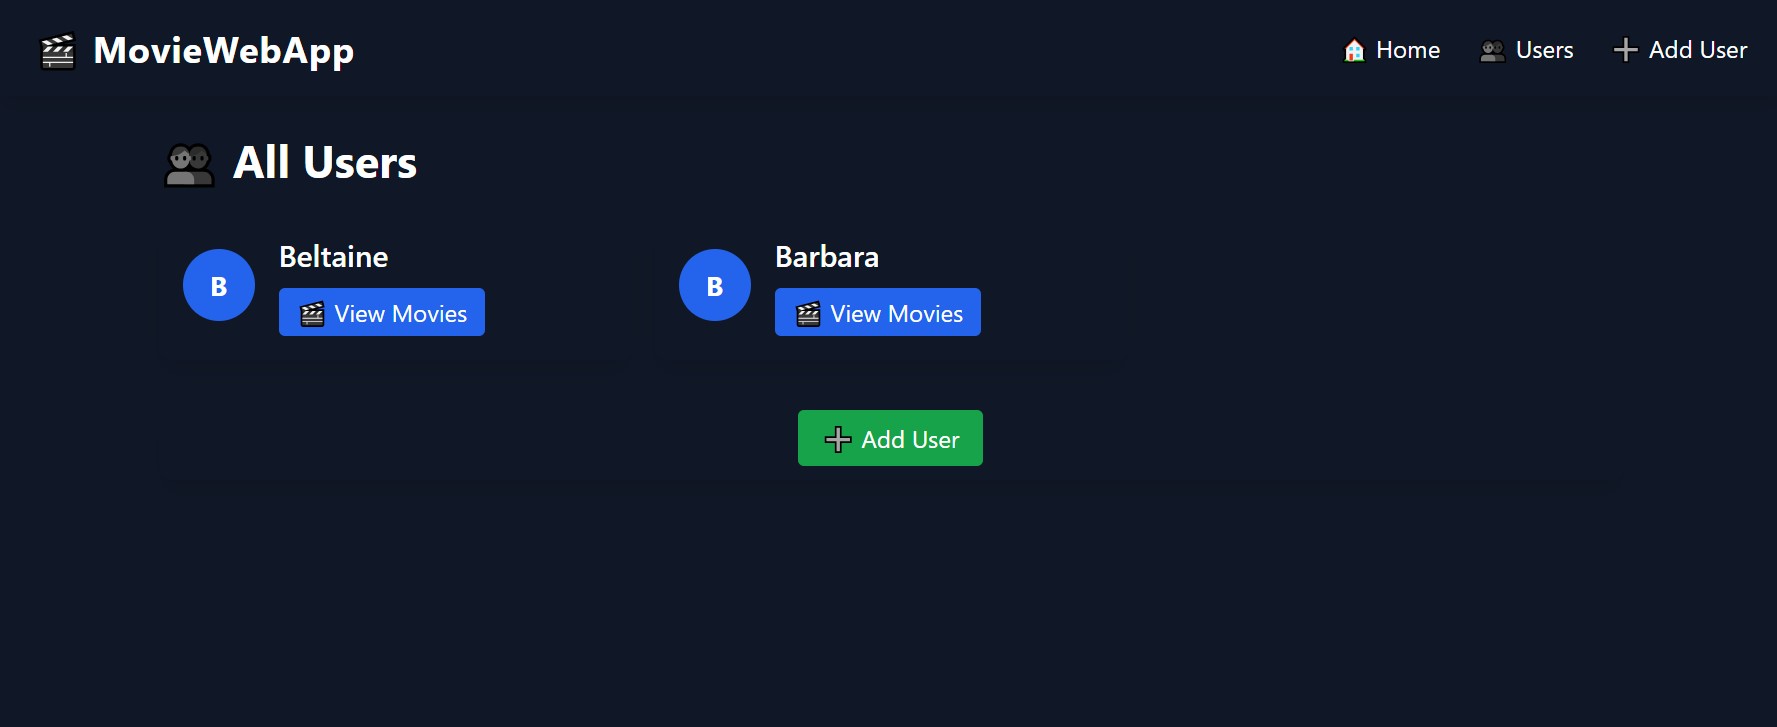 MovieWebApp
Home Users Add User
All Users
B Beltaine
View Movies
B Barbara
View Movies
Add User